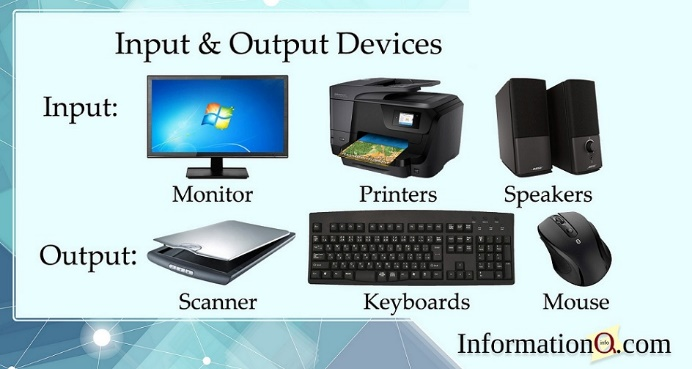 Input & Output Devices
Input:
Monitor Printers Speakers
Output:
Scanner Keyboards Mouse
InformationQ.com